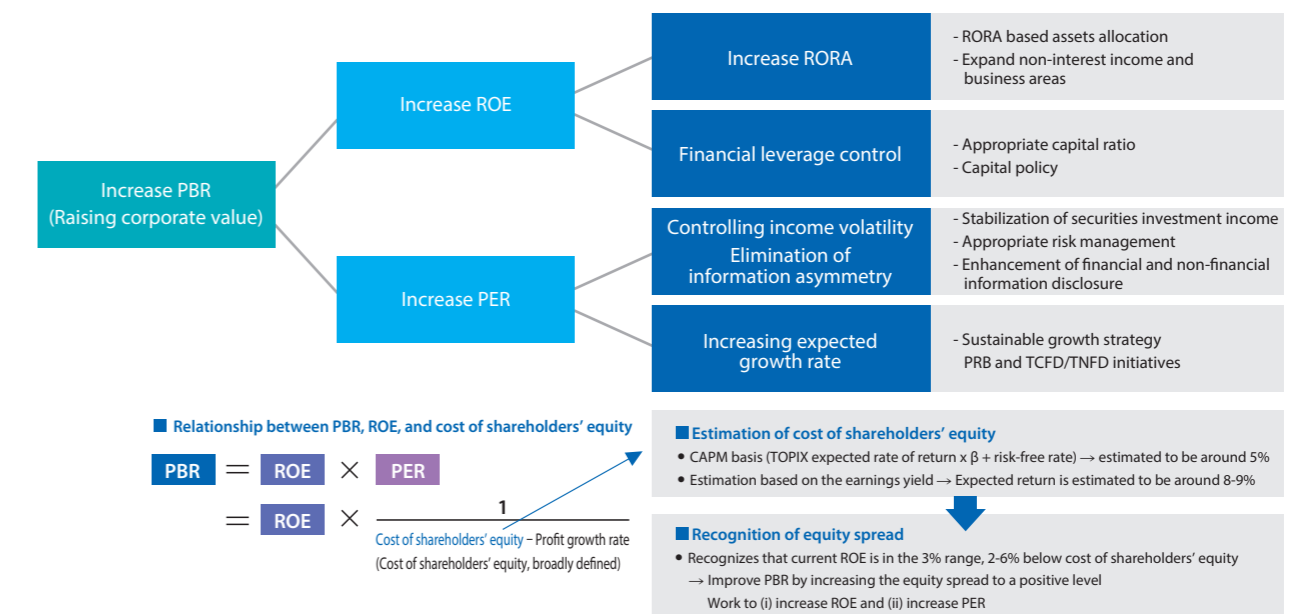 Increase PBR
(Raising corporate value)
Increase ROE
Increase PER
Increase RORA
- RORA based assets allocation
- Expand non-interest income and
business areas
Financial leverage control
- Appropriate capital ratio
- Capital policy
Controlling income volatility
Elimination of
information asymmetry
- Stabilization of securities investment income
- Appropriate risk management
- Enhancement of financial and non-financial
information disclosure
Increasing expected
growth rate
- Sustainable growth strategy
PRB and TCFD/TNFD initiatives
■ Relationship between PBR, ROE, and cost of shareholders' equity
PBR = ROE × PER
= ROE × 1
Cost of shareholders' equity – Profit growth rate
(Cost of shareholders' equity, broadly defined)
■ Estimation of cost of shareholders' equity
● CAPM basis (TOPIX expected rate of return x β + risk-free rate) → estimated to be around 5%
● Estimation based on the earnings yield → Expected return is estimated to be around 8-9%
■ Recognition of equity spread
● Recognizes that current ROE is in the 3% range, 2-6% below cost of shareholders' equity
→ Improve PBR by increasing the equity spread to a positive level
Work to (i) increase ROE and (ii) increase PER